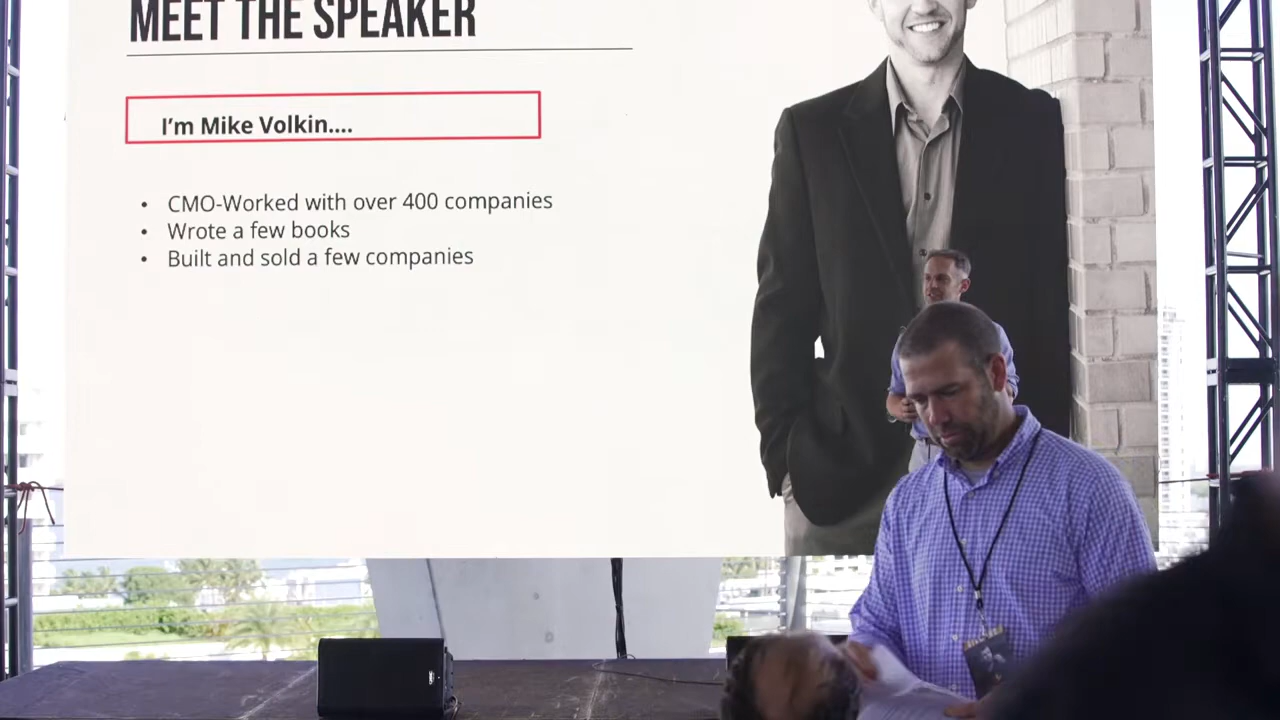 MEET THE SPEAKER
I'm Mike Volkin....
• CMO-Worked with over 400 companies
• Wrote a few books
• Built and sold a few companies